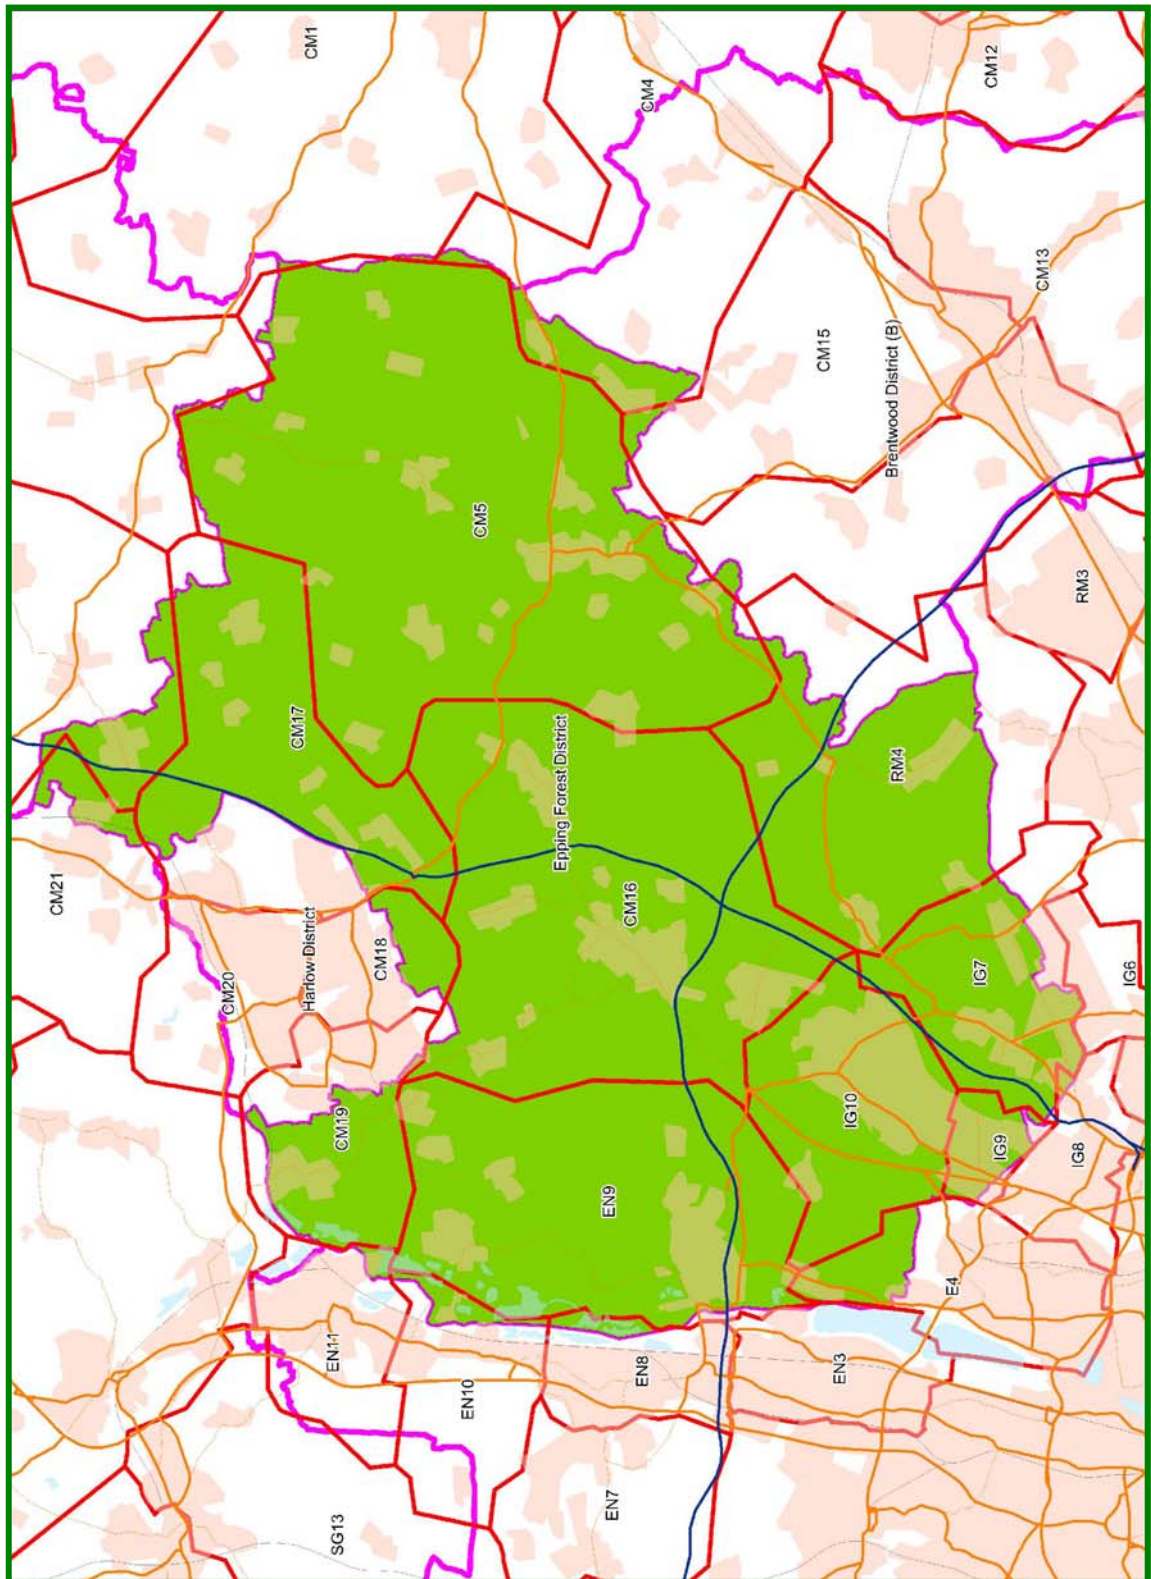 CM21
CM20
SG13
EN11
CM19
Harlow District
CM17
CM1
CM18
EN10
CM5
Epping Forest District
EN7
EN9
EN8
CM16
CM4
EN3
IG10
CM15
RM4
Brentwood District (B)
E4
IG9
IG7
CM12
CM13
IG8
RM3
IG6